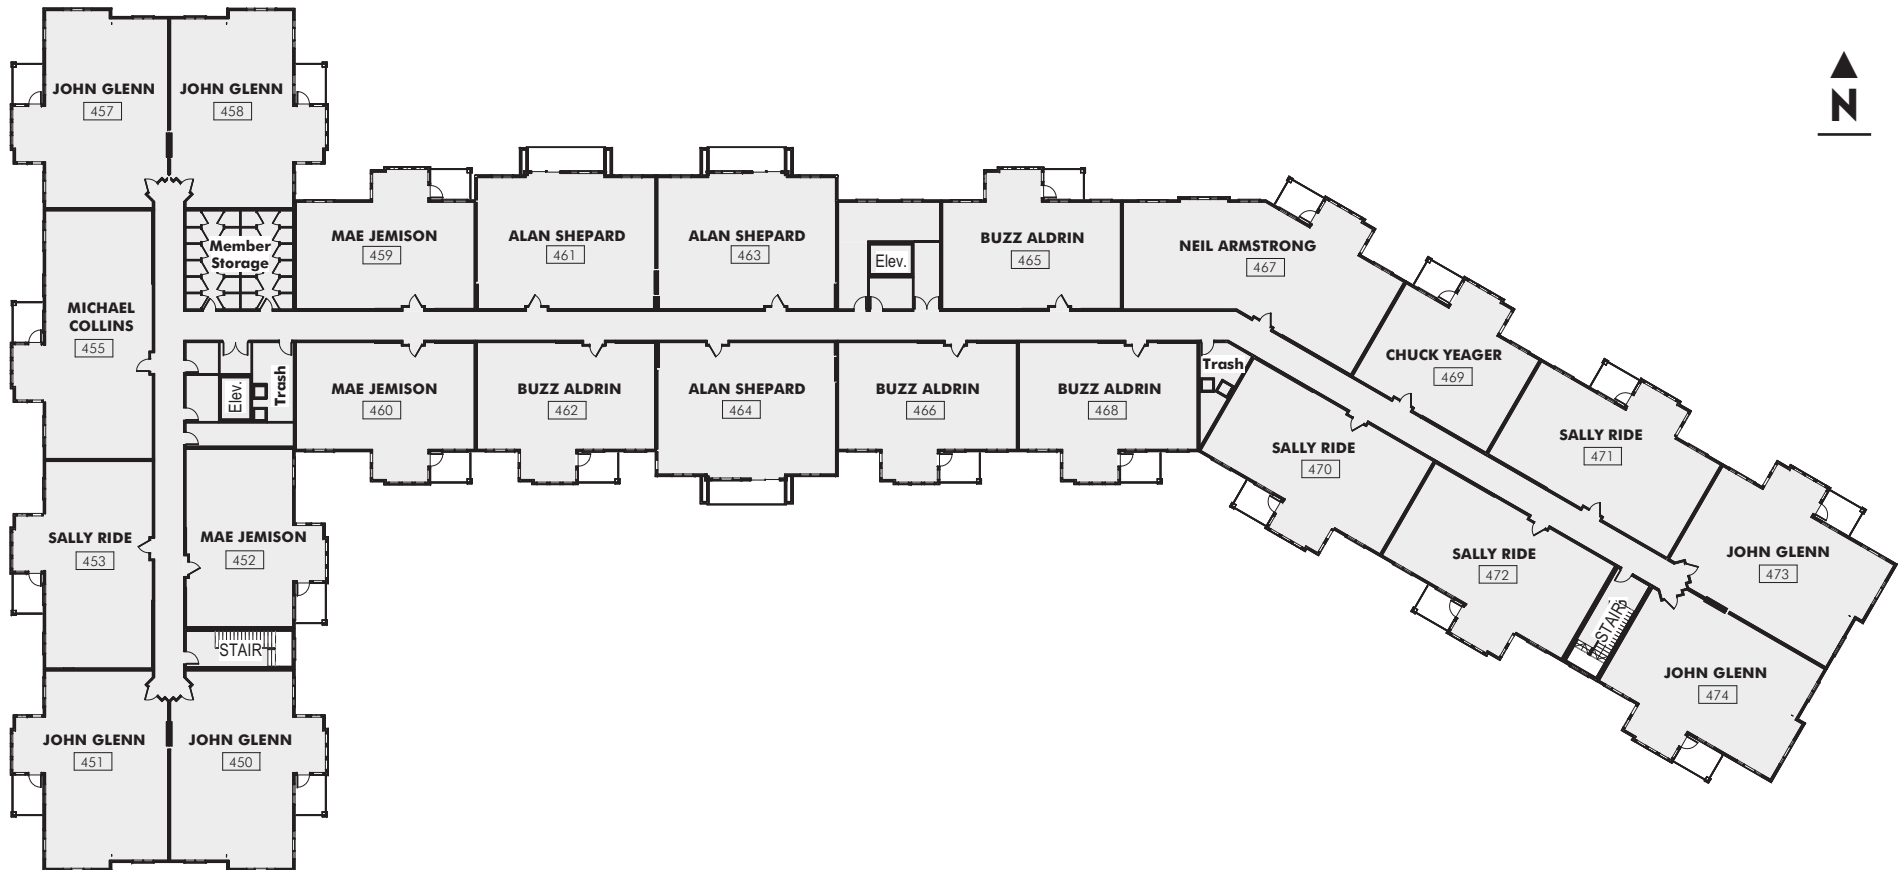 JOHN GLENN
457
JOHN GLENN
458
N
MAE JEMISON
459
ALAN SHEPARD
461
ALAN SHEPARD
463
Elev.
BUZZ ALDRIN
465
NEIL ARMSTRONG
467
Member
Storage
MICHAEL
COLLINS
455
Elev.
Trash
MAE JEMISON
460
BUZZ ALDRIN
462
ALAN SHEPARD
464
BUZZ ALDRIN
466
BUZZ ALDRIN
468
Trash
CHUCK YEAGER
469
SALLY RIDE
470
SALLY RIDE
471
SALLY RIDE
453
MAE JEMISON
452
SALLY RIDE
472
JOHN GLENN
473
STAIR
STAIR
JOHN GLENN
474
JOHN GLENN
451
JOHN GLENN
450